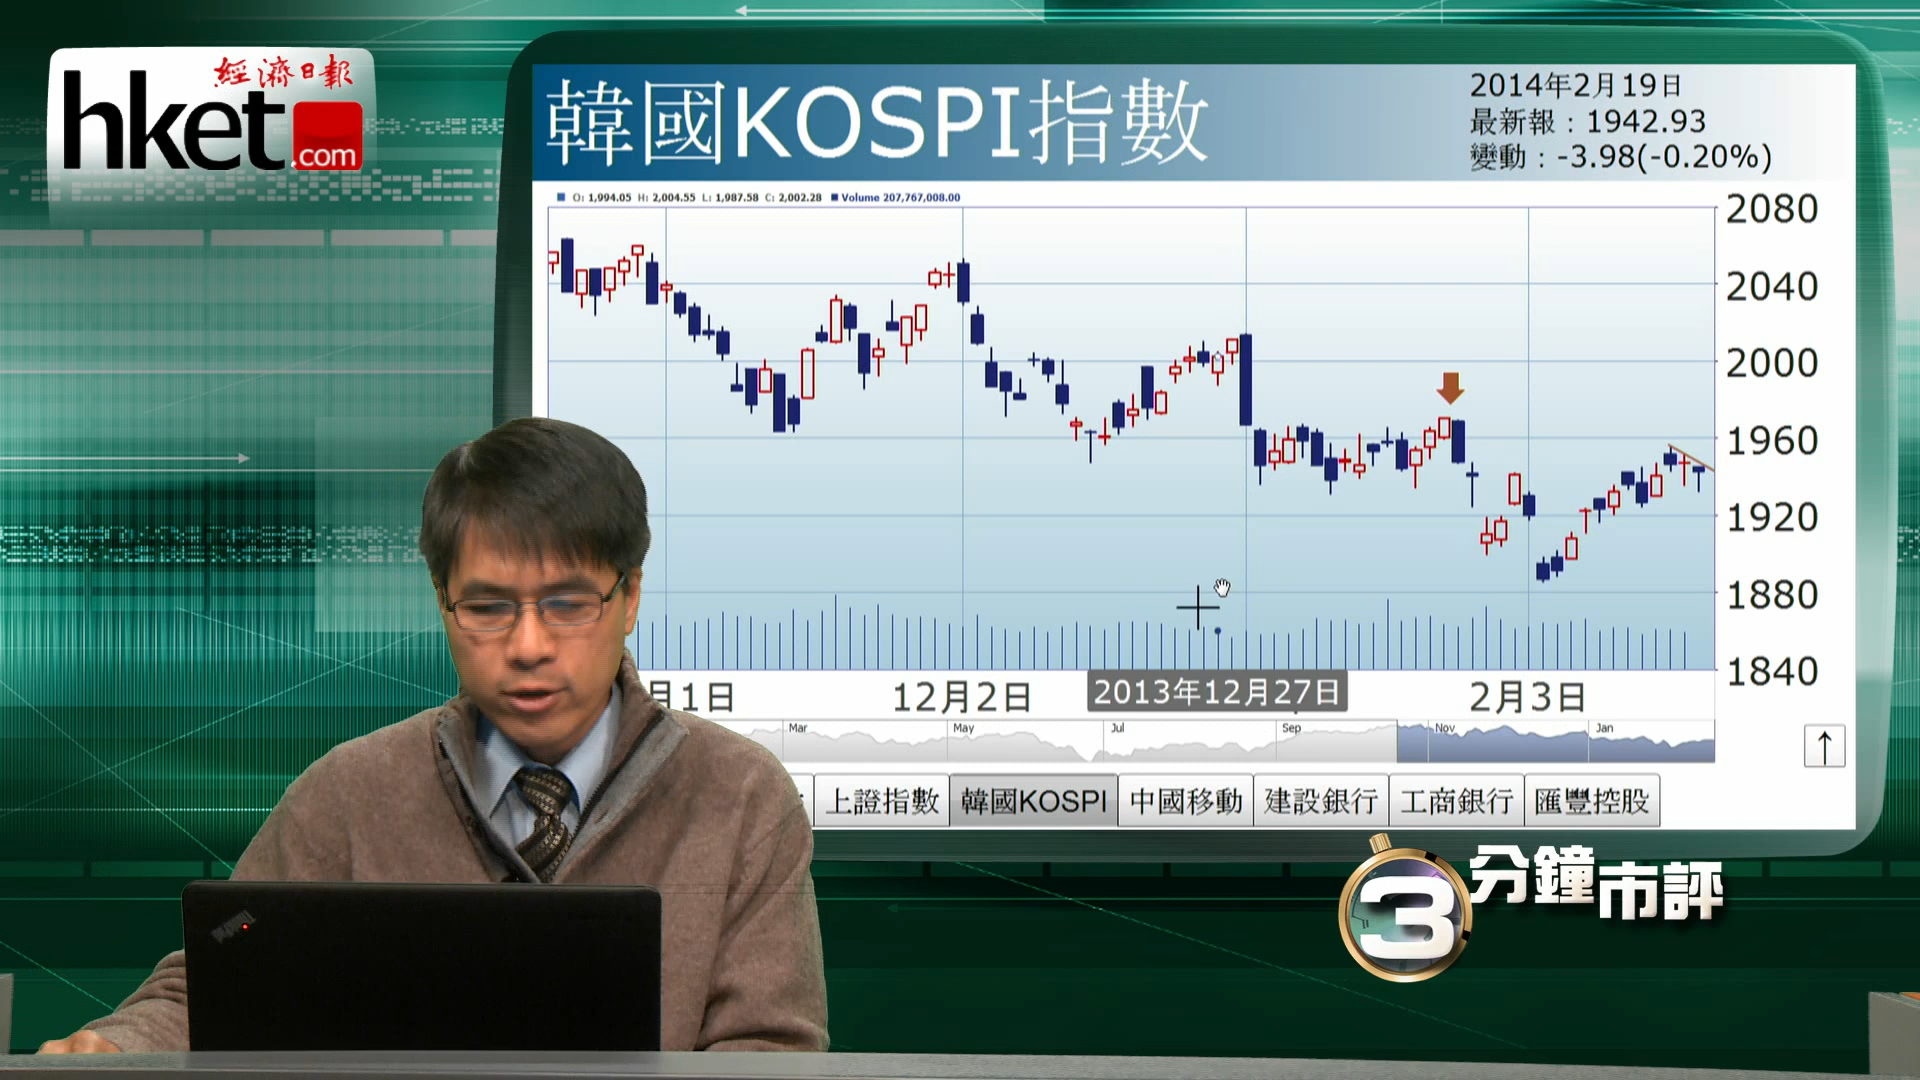 經濟日報
hket
.com
韓國KOSPI指數
2014年2月19日
最新報：1942.93
變動：-3.98(-0.20%)
O: 1,994.05 H: 2,004.55 L: 1,987.58 C: 2,002.28 Volume 207,767,008.00
2080
2040
2000
1960
1920
1880
1840
月1日
12月2日
2013年12月27日
2月3日
Mar
May
Jul
Sep
Nov
Jan
上證指數
韓國KOSPI
中國移動
建設銀行
工商銀行
匯豐控股
3分鐘市評
ThinkPad